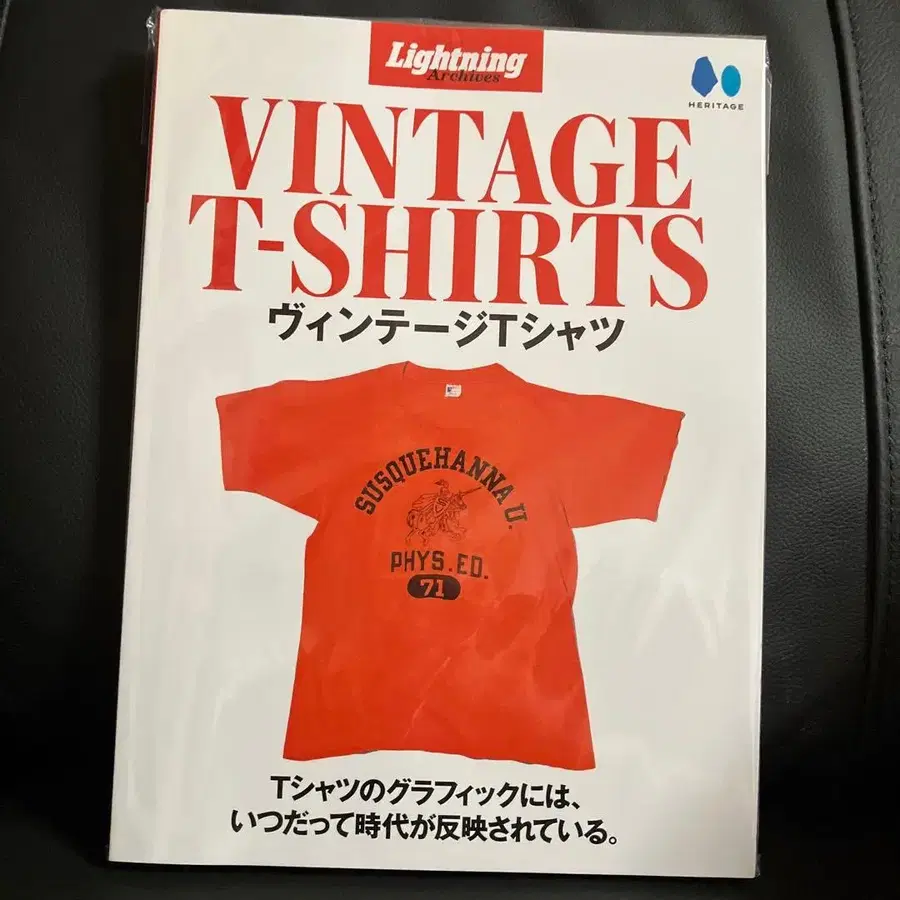 Lightning
Archives
HERITAGE
VINTAGE
T-SHIRTS
ヴィンテージTシャツ
SUSQUEHANNA U.
PHYS.ED.
71
Tシャツのグラフィックには、
いつだって時代が反映されている。